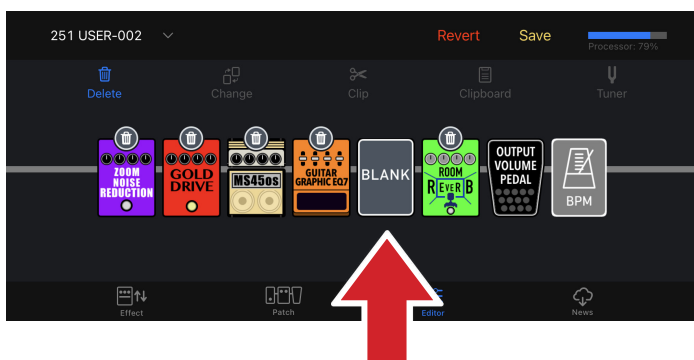 251 USER-002
Revert
Save
Processor: 79%
Delete
Change
Clip
Clipboard
Tuner
ZOOM
NOISE
REDUCTION
GOLD
DRIVE
MS45os
GUITAR
GRAPHIC EQ7
BLANK
ROOM
REvERB
OUTPUT
VOLUME
PEDAL
BPM
Effect
Patch
Editor
News